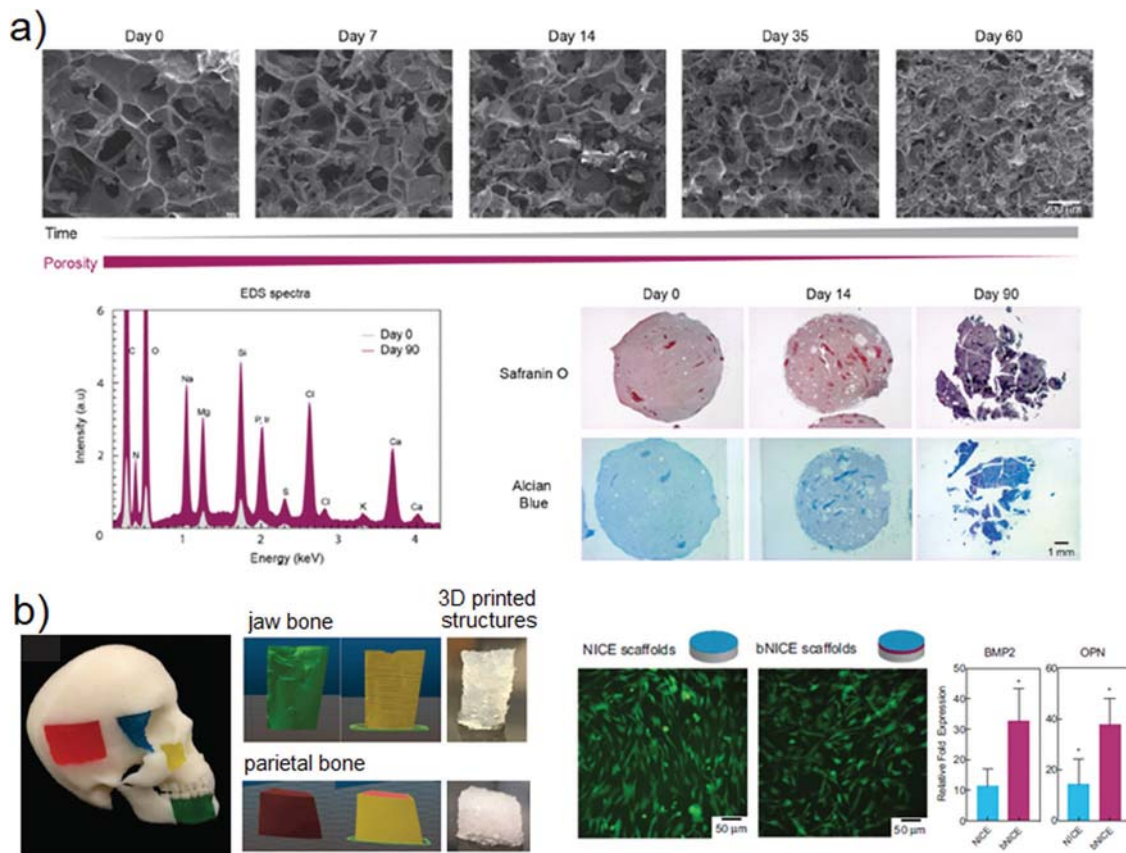 a)
Day 0 Day 7 Day 14 Day 35 Day 60
200 µm
Time
Porosity
EDS spectra
Day 0
Day 90
Intensity (a.u)
6
4
2
0
C
N
O
Na
Mg
Si
P, Ir
S
Cl
Cl
K
Ca
Ca
1 2 3 4
Energy (keV)
Day 0 Day 14 Day 90
Safranin O
Alcian
Blue
1 mm
b)
jaw bone
3D printed
structures
parietal bone
NICE scaffolds
bNICE scaffolds
50 µm
50 µm
BMP2
OPN
Relative Fold Expression
50
40
30
20
10
0
60
40
20
0
*
*
*
NICE
bNICE
NICE
bNICE